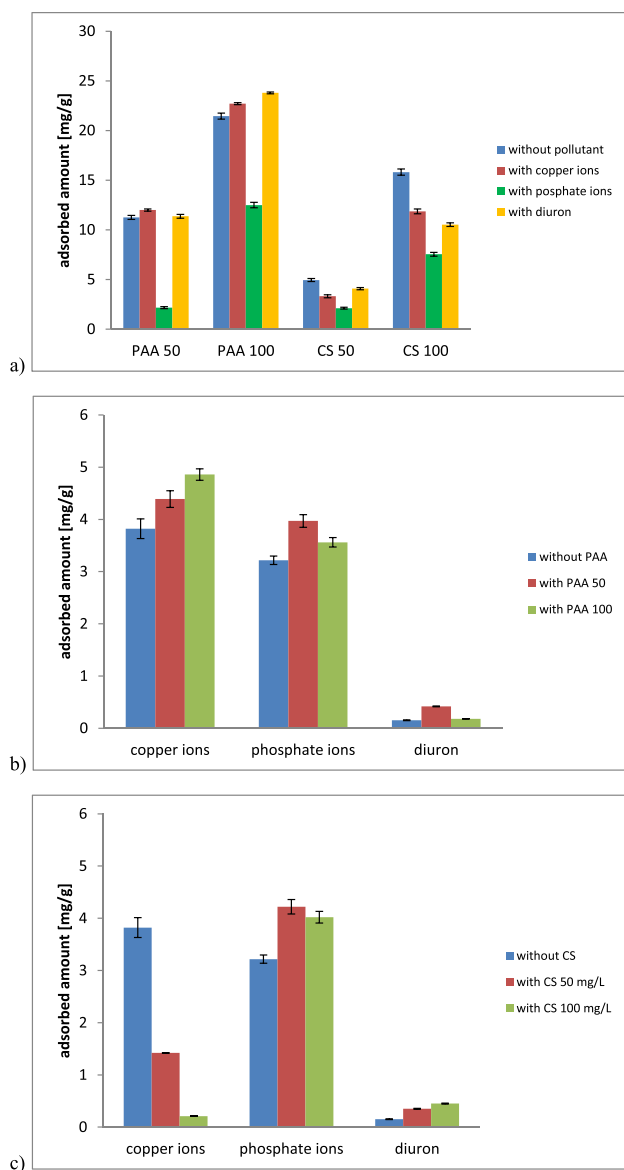 30
25
20
15
10
5
0
adsorbed amount [mg/g]
PAA 50 PAA 100 CS 50 CS 100
without pollutant
with copper ions
with posphate ions
with diuron
a)
6
5
4
3
2
1
0
adsorbed amount [mg/g]
copper ions phosphate ions diuron
without PAA
with PAA 50
with PAA 100
b)
6
5
4
3
2
1
0
adsorbed amount [mg/g]
copper ions phosphate ions diuron
without CS
with CS 50 mg/L
with CS 100 mg/L
c)